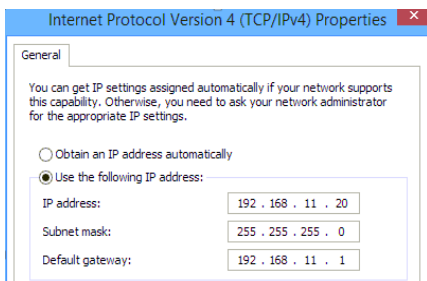 Internet Protocol Version 4 (TCP/IPv4) Properties
General
You can get IP settings assigned automatically if your network supports
this capability. Otherwise, you need to ask your network administrator
for the appropriate IP settings.
Obtain an IP address automatically
Use the following IP address:
IP address: 192 . 168 . 11 . 20
Subnet mask: 255 . 255 . 255 . 0
Default gateway: 192 . 168 . 11 . 1